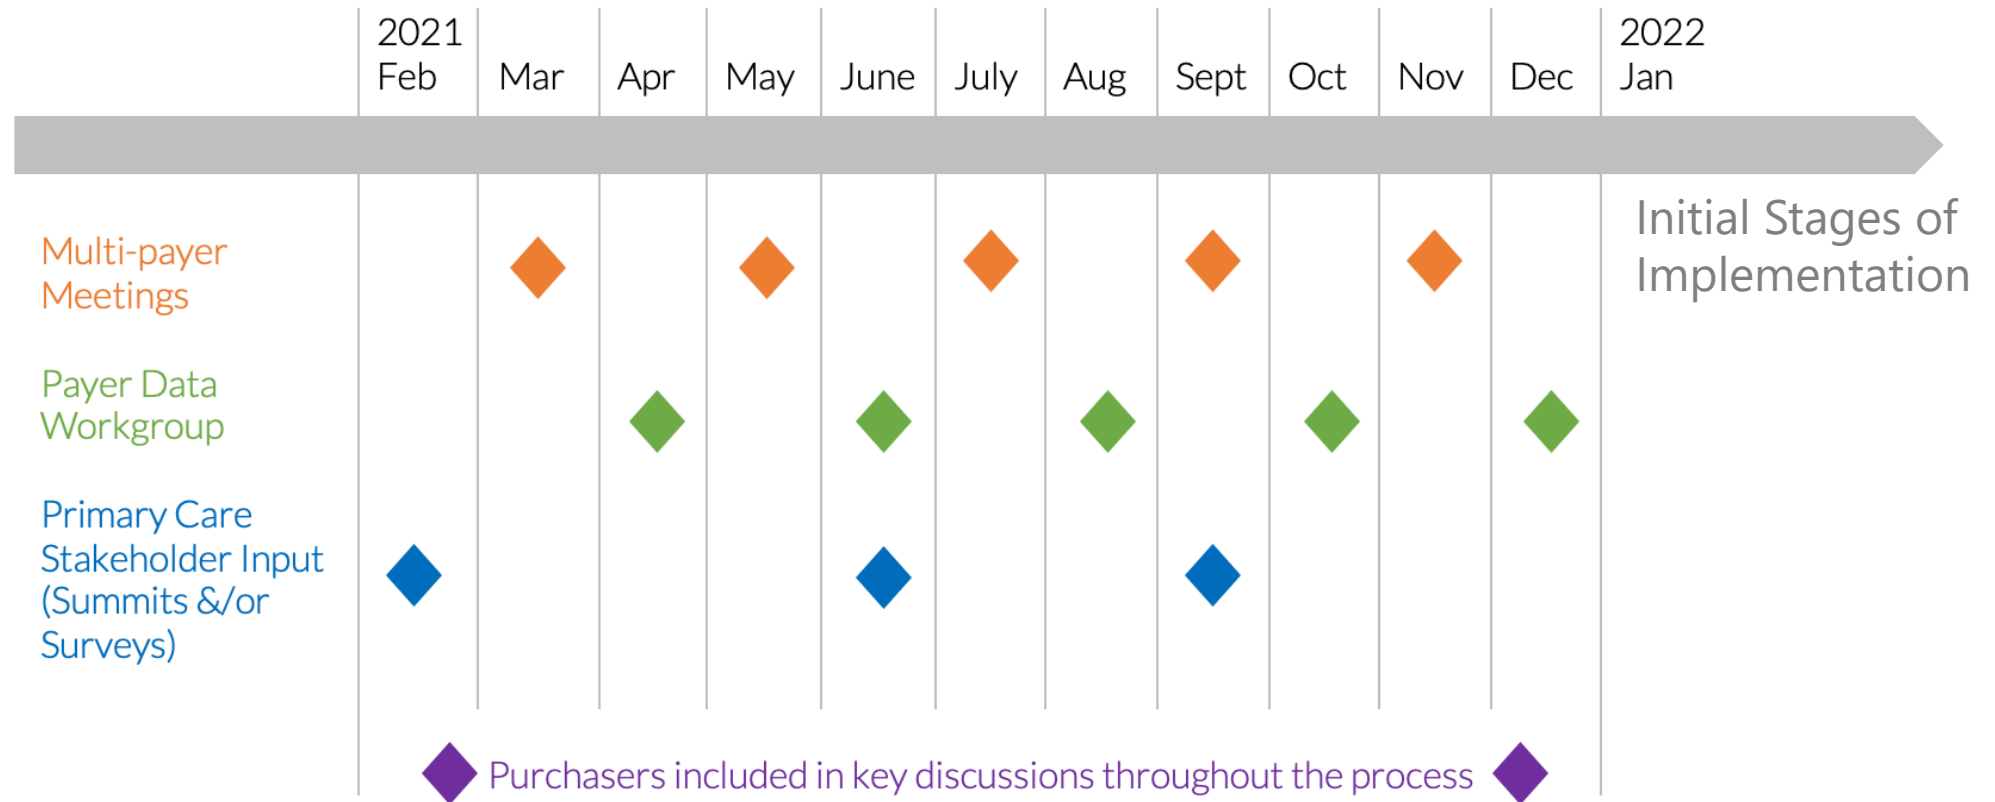 2021
Feb Mar Apr May June July Aug Sept Oct Nov Dec
2022
Jan
Initial Stages of
Implementation
Multi-payer
Meetings
Payer Data
Workgroup
Primary Care
Stakeholder Input
(Summits &/or
Surveys)
Purchasers included in key discussions throughout the process